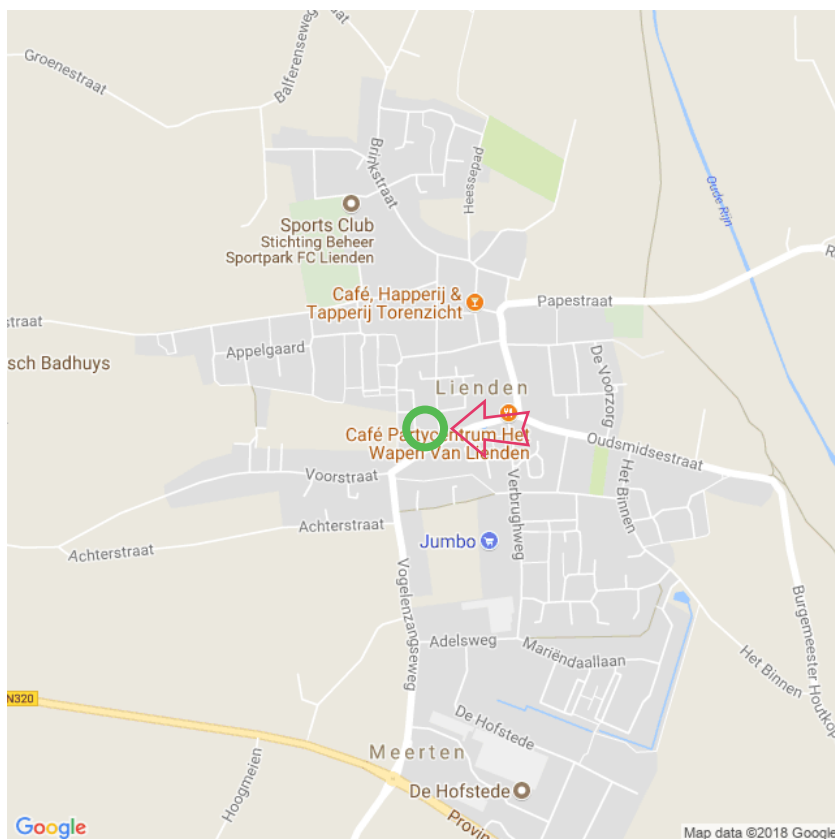 Groenestraat
Balferenseweg
Brinkstraat
Heessepad
Oude Rijn
Sports Club
Stichting Beheer
Sportpark FC Lienden
Café, Happerij &
Tapperij Torenzicht
Papestraat
R
straat
Appelgaard
sch Badhuys
De Voorzorg
Lienden
Café Partycentrum Het
Wapen Van Lienden
Oudsmidsestraat
Voorstraat
Verbrughweg
Het Binnen
Achterstraat
Achterstraat
Jumbo
Vogelenzangseweg
Burgemeester Houtkop
Adelsweg
Mariëndaallaan
Het Binnen
N320
De Hofstede
Meerten
Hoogmeien
De Hofstede
Provin
Google
Map data ©2018 Google